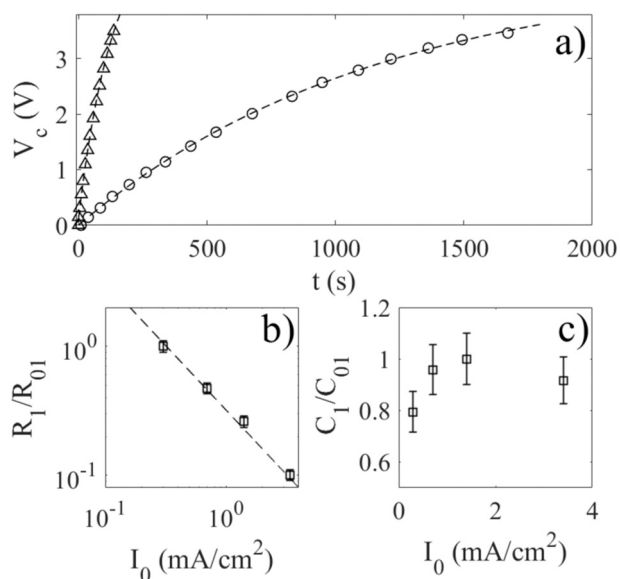 a)
V_c (V)
3
2
1
0
0 500 1000 1500 2000
t (s)
b)
R_1/R_01
10^0
10^-1
10^-1 10^0
I_0 (mA/cm^2)
c)
C_1/C_01
1.2
1
0.8
0.6
0 2 4
I_0 (mA/cm^2)